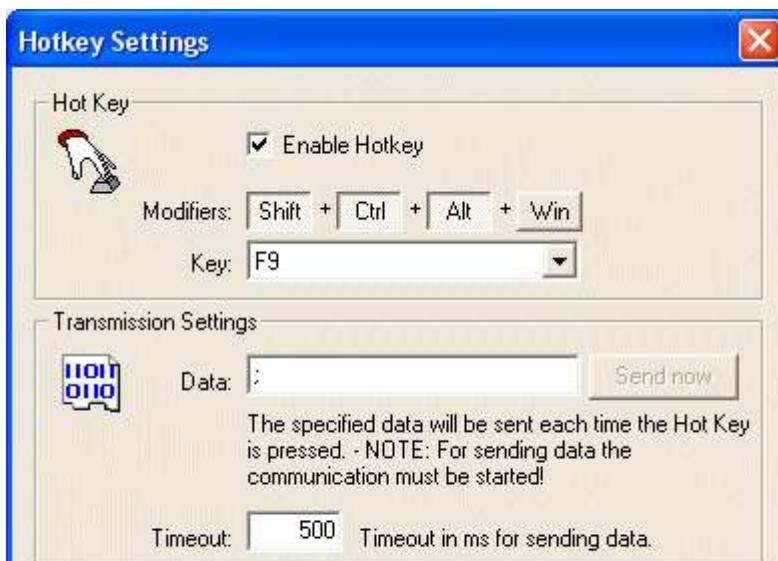 Hotkey Settings
Hot Key
Enable Hotkey
Modifiers: Shift + Ctrl + Alt + Win
Key: F9
Transmission Settings
11011
0110
Data: ; Send now
The specified data will be sent each time the Hot Key
is pressed. - NOTE: For sending data the
communication must be started!
Timeout: 500 Timeout in ms for sending data.